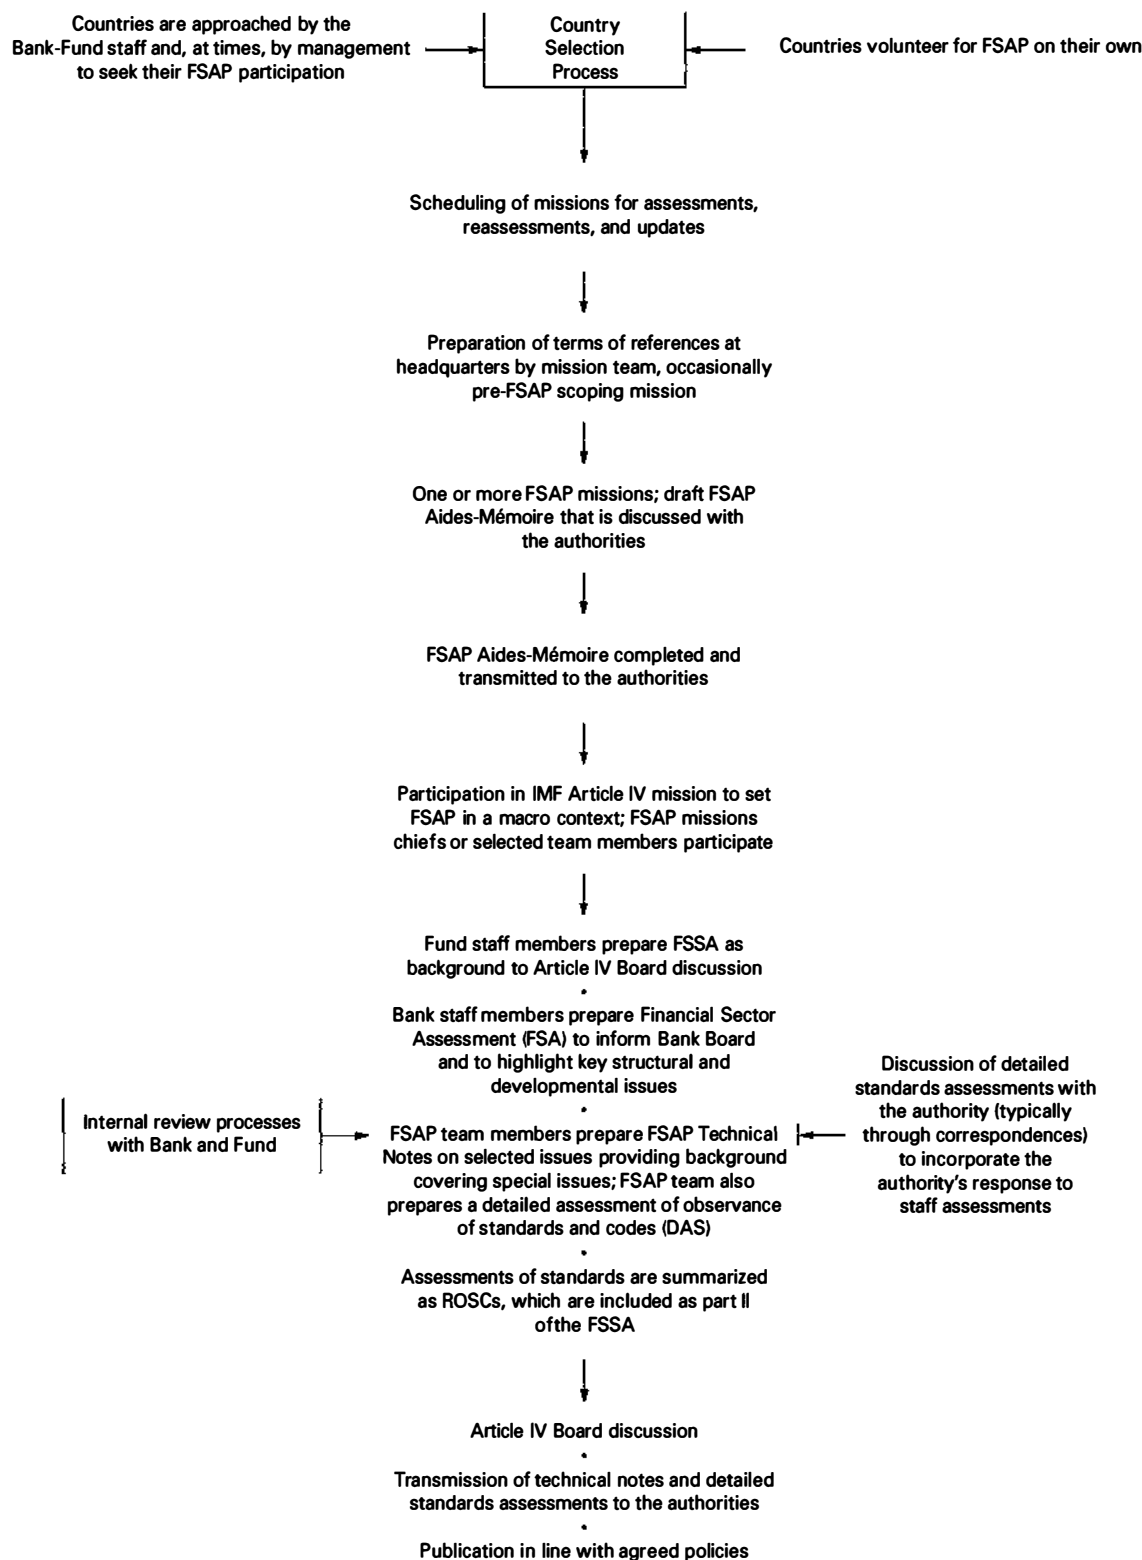 Countries are approached by the
Bank-Fund staff and, at times, by management
to seek their FSAP participation
Country
Selection
Process
Countries volunteer for FSAP on their own
Scheduling of missions for assessments,
reassessments, and updates
Preparation of terms of references at
headquarters by mission team, occasionally
pre-FSAP scoping mission
One or more FSAP missions; draft FSAP
Aides-Mémoire that is discussed with
the authorities
FSAP Aides-Mémoire completed and
transmitted to the authorities
Participation in IMF Article IV mission to set
FSAP in a macro context; FSAP missions
chiefs or selected team members participate
Fund staff members prepare FSSA as
background to Article IV Board discussion
•
Bank staff members prepare Financial Sector
Assessment (FSA) to inform Bank Board
and to highlight key structural and
developmental issues
•
Internal review processes
with Bank and Fund
FSAP team members prepare FSAP Technical
Notes on selected issues providing background
covering special issues; FSAP team also
prepares a detailed assessment of observance
of standards and codes (DAS)
•
Discussion of detailed
standards assessments with
the authority (typically
through correspondences)
to incorporate the
authority's response to
staff assessments
Assessments of standards are summarized
as ROSCs, which are included as part II
of the FSSA
Article IV Board discussion
•
Transmission of technical notes and detailed
standards assessments to the authorities
•
Publication in line with agreed policies